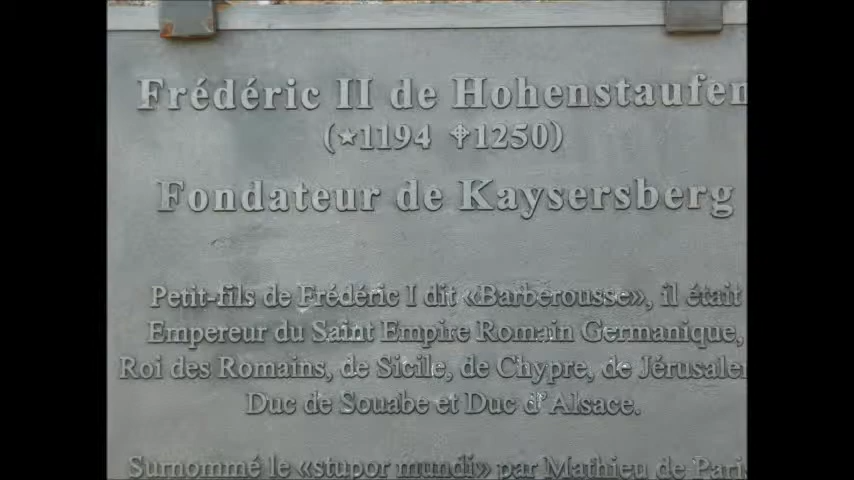 Frédéric II de Hohenstaufen
(★1194 ✝1250)
Fondateur de Kaysersberg
Petit-fils de Frédéric I dit «Barberousse», il était
Empereur du Saint Empire Romain Germanique,
Roi des Romains, de Sicile, de Chypre, de Jérusalem
Duc de Souabe et Duc d'Alsace.
Surnommé le «stupor mundi» par Mathieu de Paris